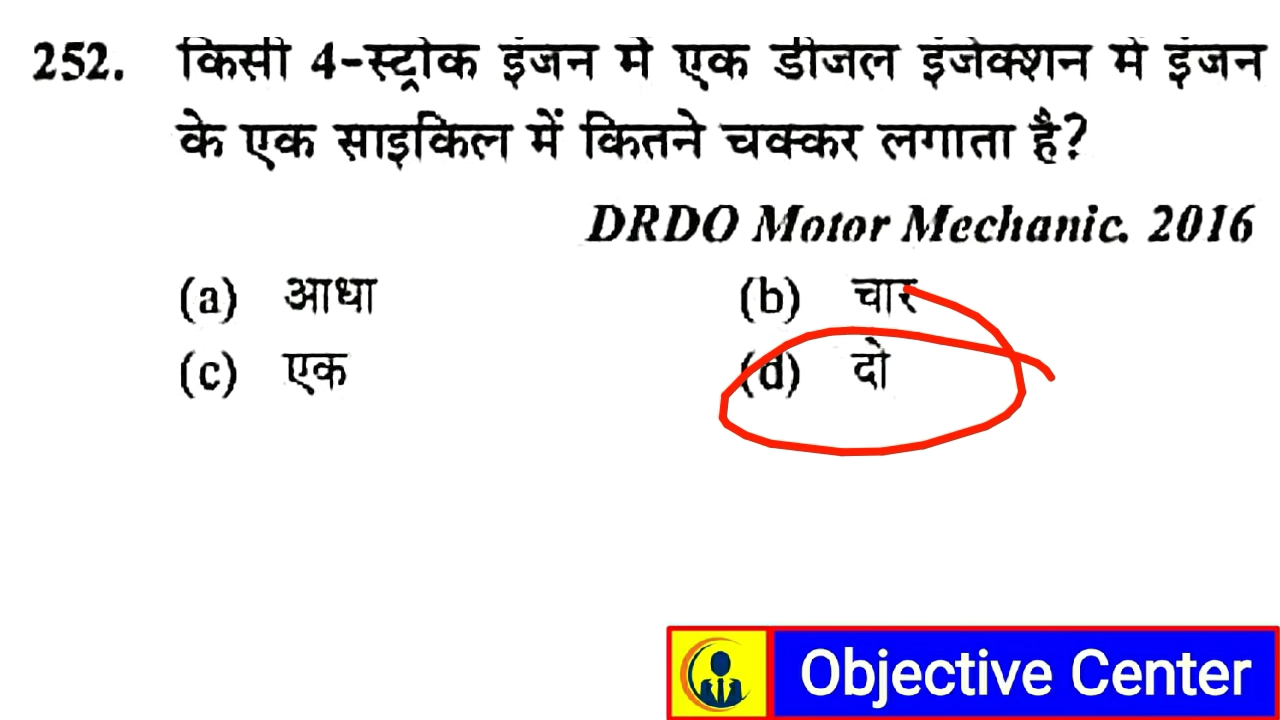 252. किसी 4-स्ट्रोक इंजन में एक डीजल इंजेक्शन में इंजन
के एक साइकिल में कितने चक्कर लगाता है?
DRDO Motor Mechanic. 2016
(a) आधा (b) चार
(c) एक (d) दो
Objective Center